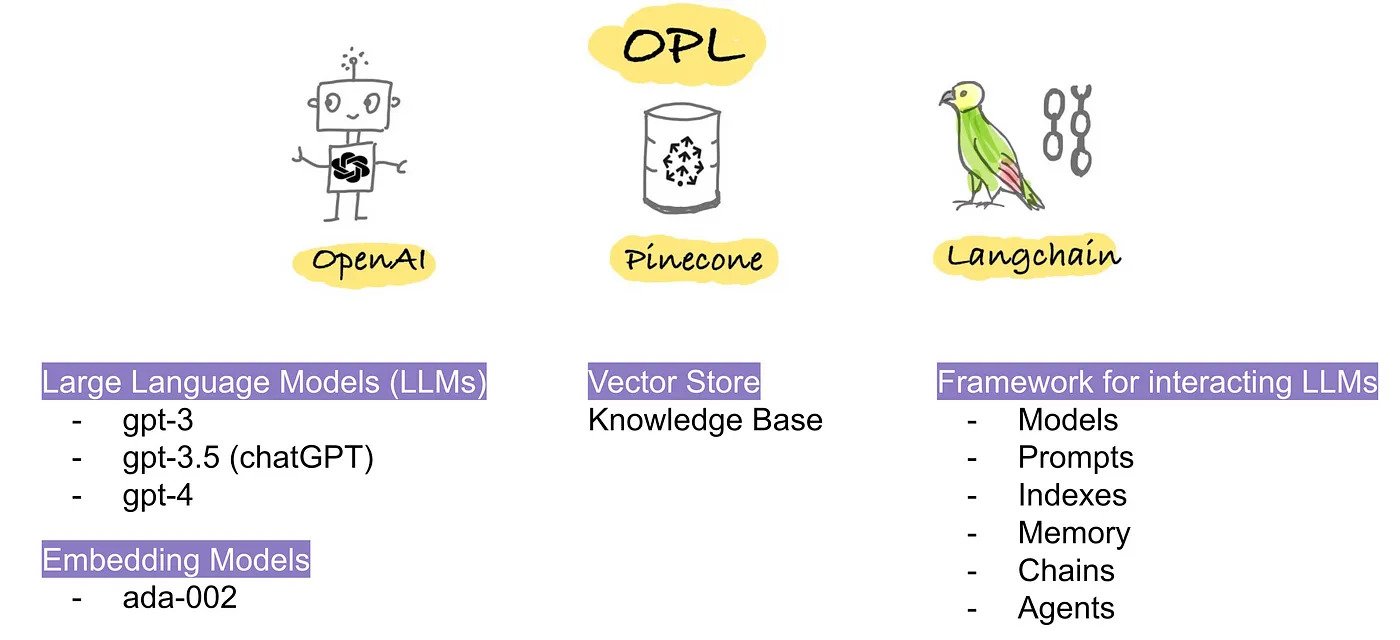 OPL
OpenAI
Pinecone
Langchain
Large Language Models (LLMs)
- gpt-3
- gpt-3.5 (chatGPT)
- gpt-4
Embedding Models
- ada-002
Vector Store
Knowledge Base
Framework for interacting LLMs
- Models
- Prompts
- Indexes
- Memory
- Chains
- Agents